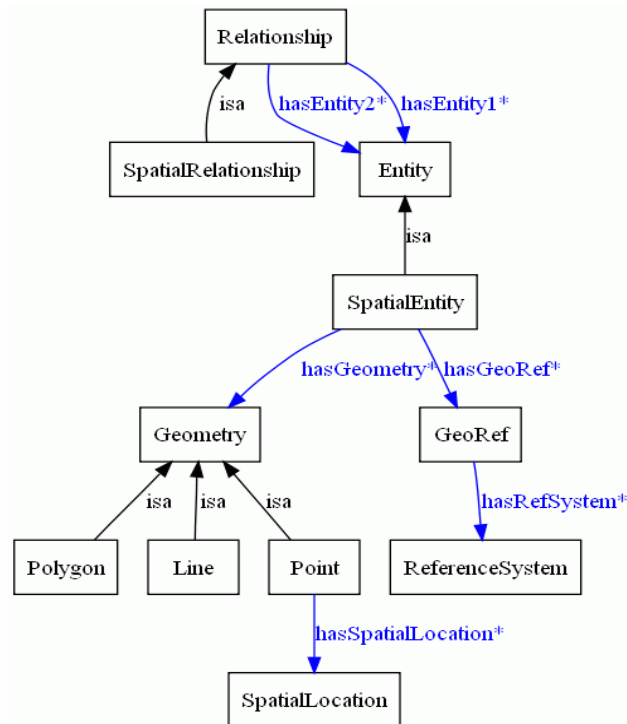 Relationship
isa
hasEntity2*
hasEntity1*
SpatialRelationship
Entity
isa
SpatialEntity
hasGeometry*
hasGeoRef*
Geometry
GeoRef
isa
isa
isa
hasRefSystem*
Polygon
Line
Point
ReferenceSystem
hasSpatialLocation*
SpatialLocation